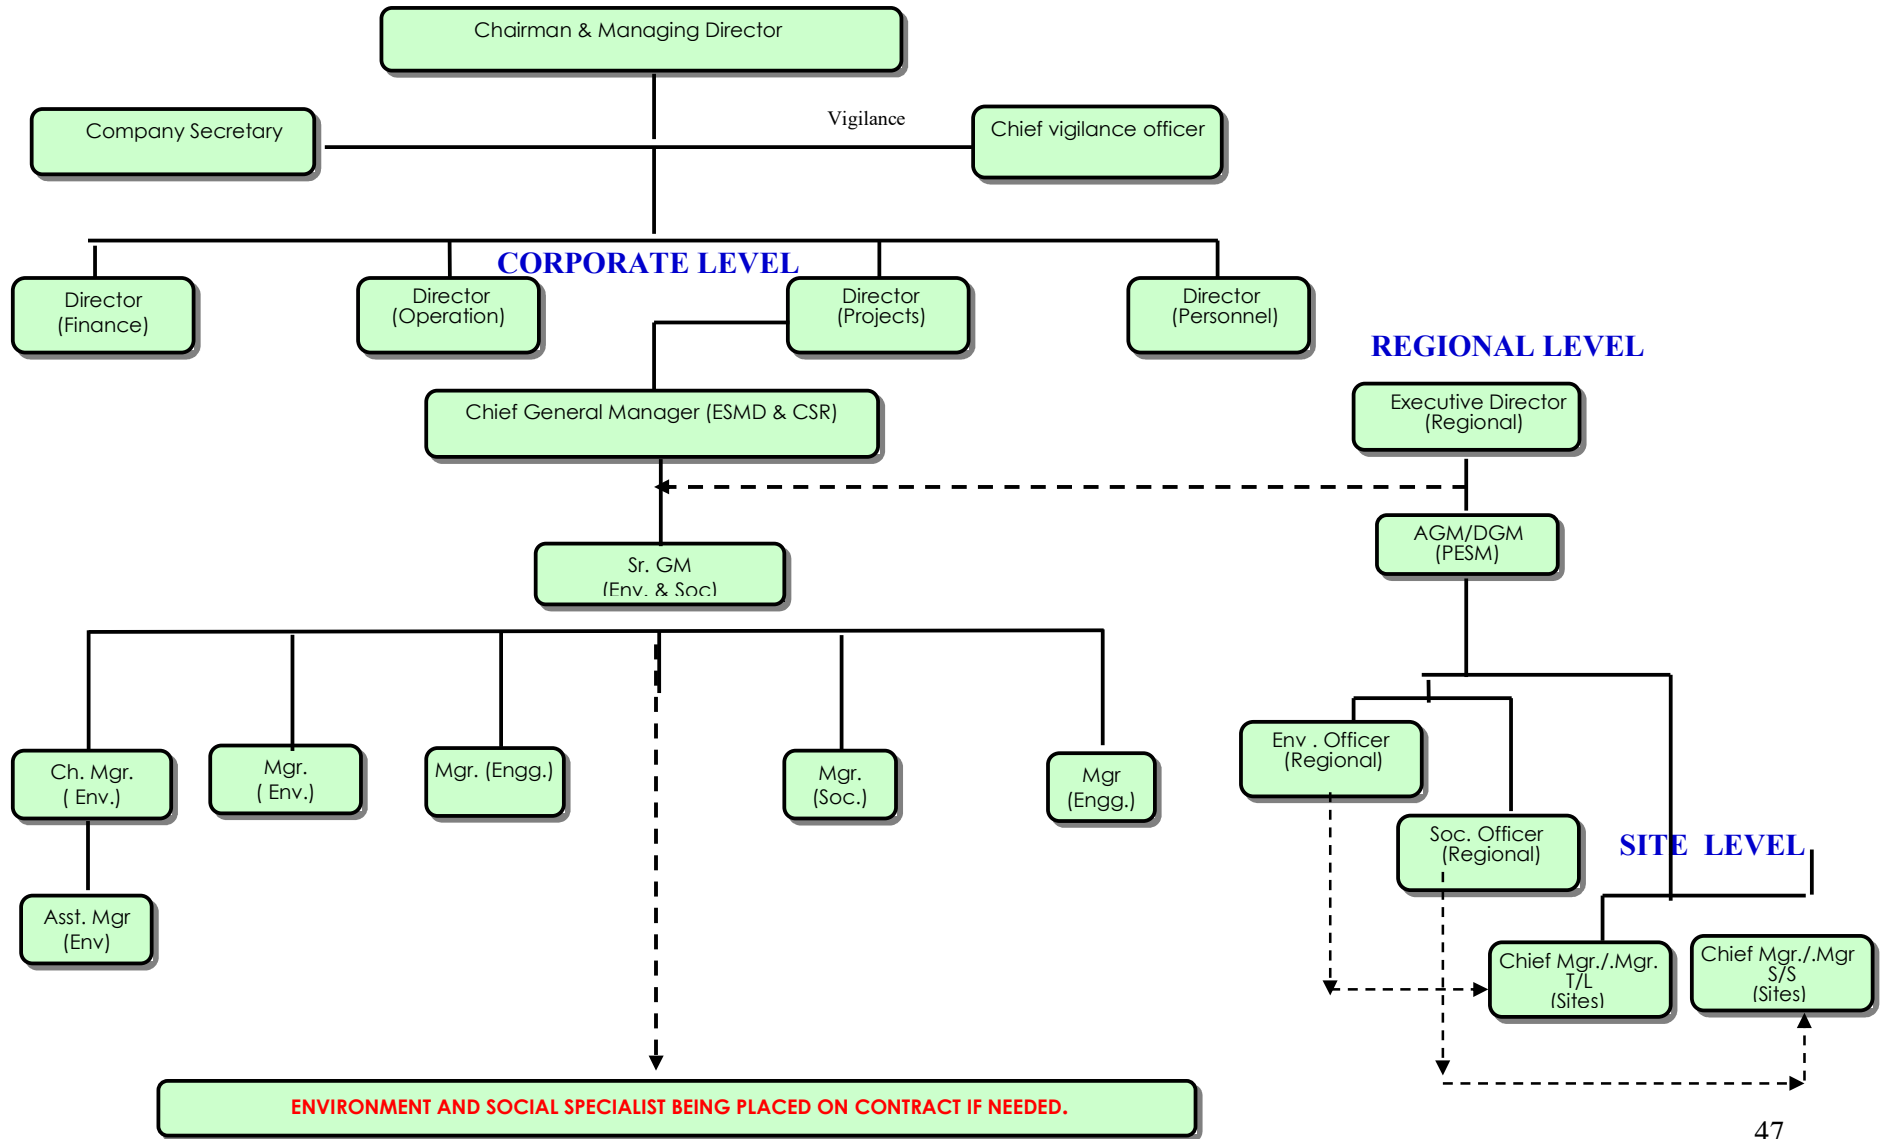 Chairman & Managing Director
Company Secretary
Vigilance
Chief vigilance officer
CORPORATE LEVEL
Director
(Finance)
Director
(Operation)
Director
(Projects)
Director
(Personnel)
REGIONAL LEVEL
Chief General Manager (ESMD & CSR)
Executive Director
(Regional)
AGM/DGM
(PESM)
Sr. GM
(Env. & Soc)
Ch. Mgr.
( Env.)
Mgr.
( Env.)
Mgr. (Engg.)
Mgr.
(Soc.)
Mgr
(Engg.)
Env . Officer
(Regional)
Soc. Officer
(Regional)
SITE LEVEL
Asst. Mgr
(Env)
Chief Mgr./.Mgr.
T/L
(Sites)
Chief Mgr./.Mgr
S/S
(Sites)
ENVIRONMENT AND SOCIAL SPECIALIST BEING PLACED ON CONTRACT IF NEEDED.
47